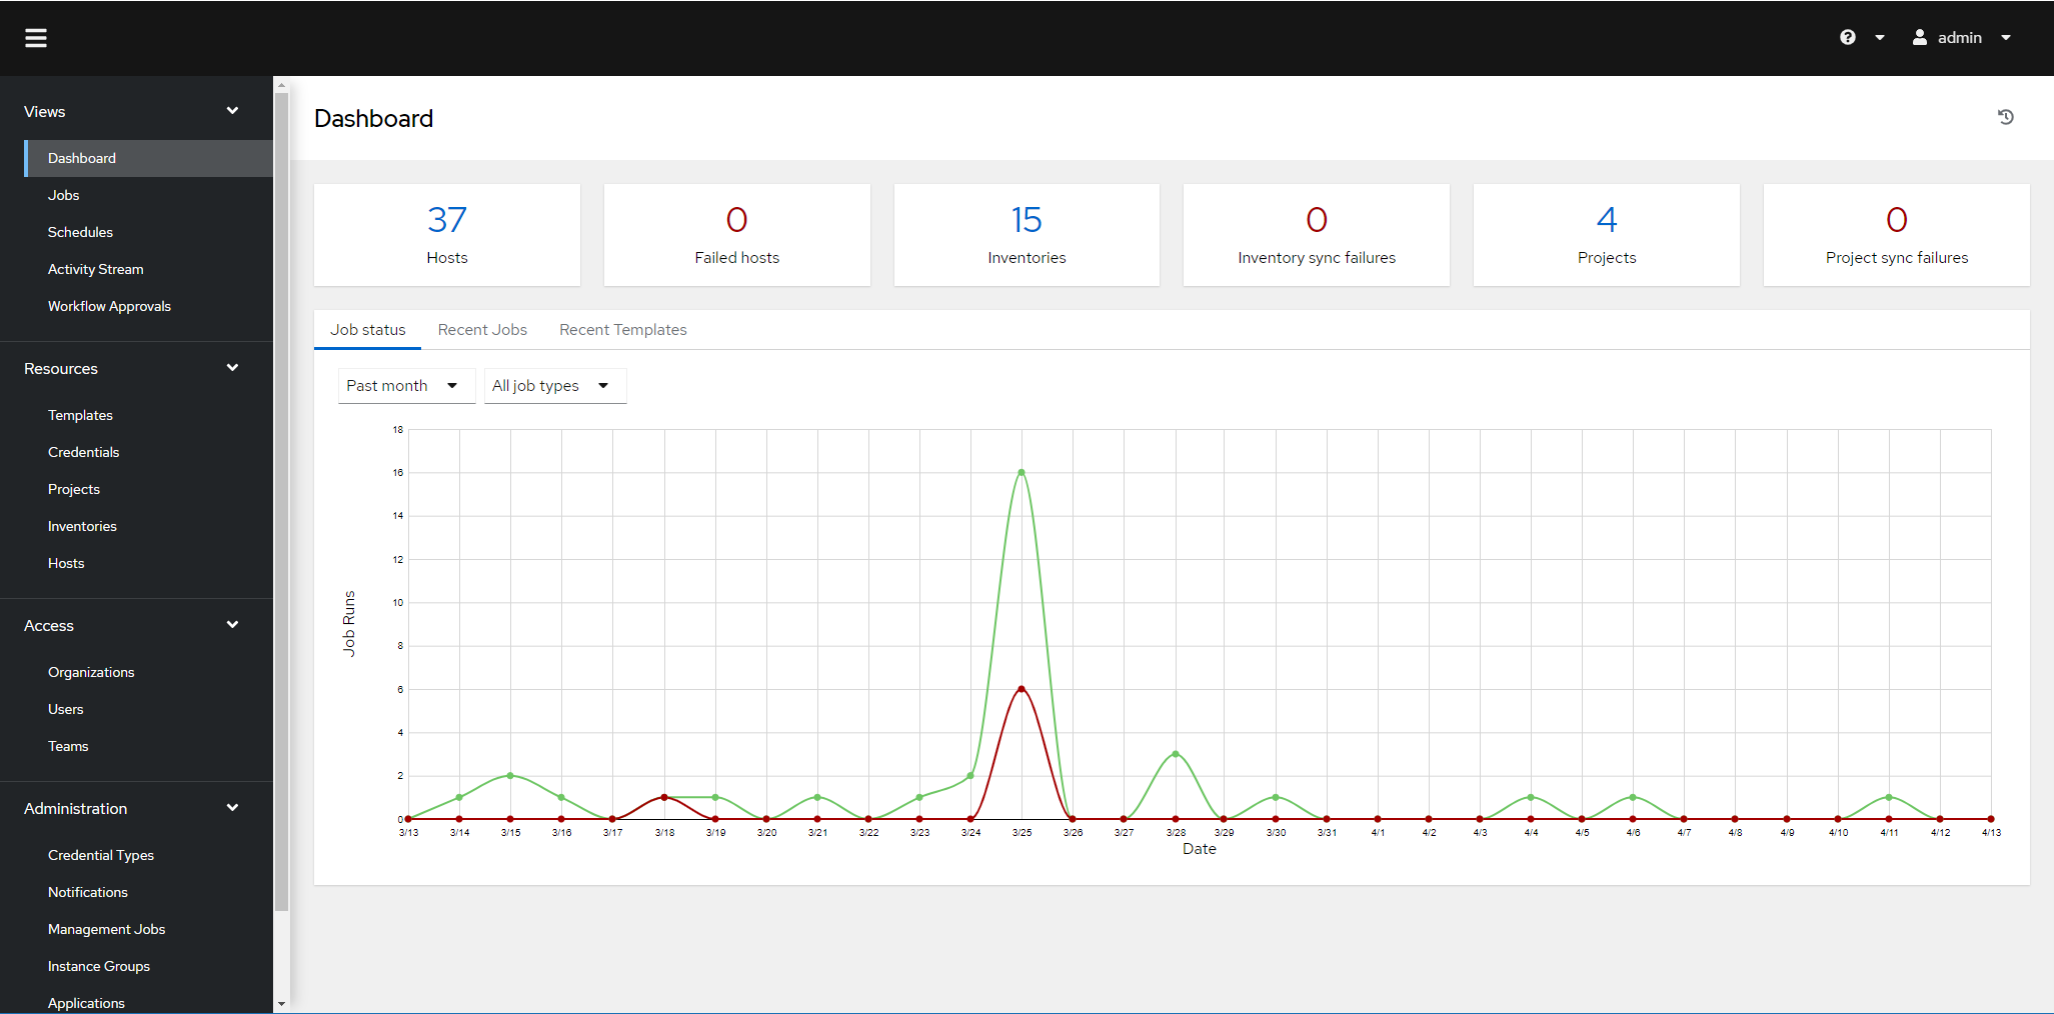 admin
Views
Dashboard
Jobs
Schedules
Activity Stream
Workflow Approvals
Resources
Templates
Credentials
Projects
Inventories
Hosts
Access
Organizations
Users
Teams
Administration
Credential Types
Notifications
Management Jobs
Instance Groups
Applications
Dashboard
37
Hosts
0
Failed hosts
15
Inventories
0
Inventory sync failures
4
Projects
0
Project sync failures
Job status Recent Jobs Recent Templates
Past month All job types
18
16
14
12
10
8
6
4
2
0
Job Runs
3/13 3/14 3/15 3/16 3/17 3/18 3/19 3/20 3/21 3/22 3/23 3/24 3/25 3/26 3/27 3/28 3/29 3/30 3/31 4/1 4/2 4/3 4/4 4/5 4/6 4/7 4/8 4/9 4/10 4/11 4/12 4/13
Date